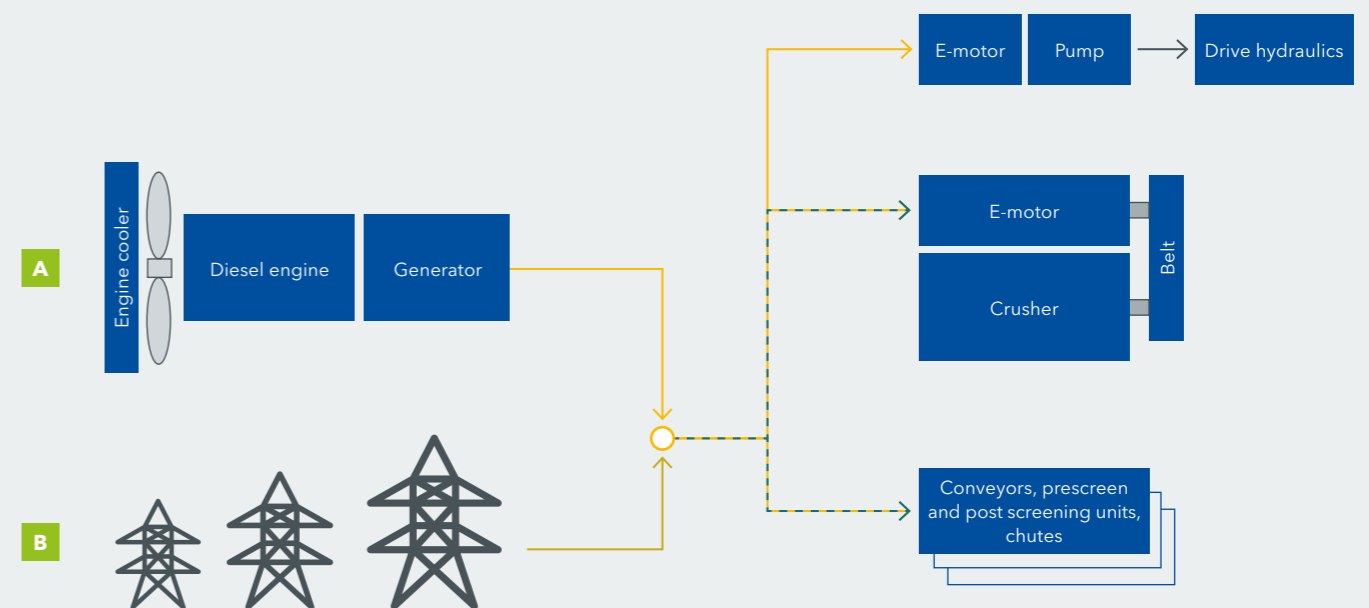 E-motor
Pump
Drive hydraulics
A
Engine cooler
Diesel engine
Generator
E-motor
Crusher
Belt
B
Conveyors, prescreen
and post screening units,
chutes